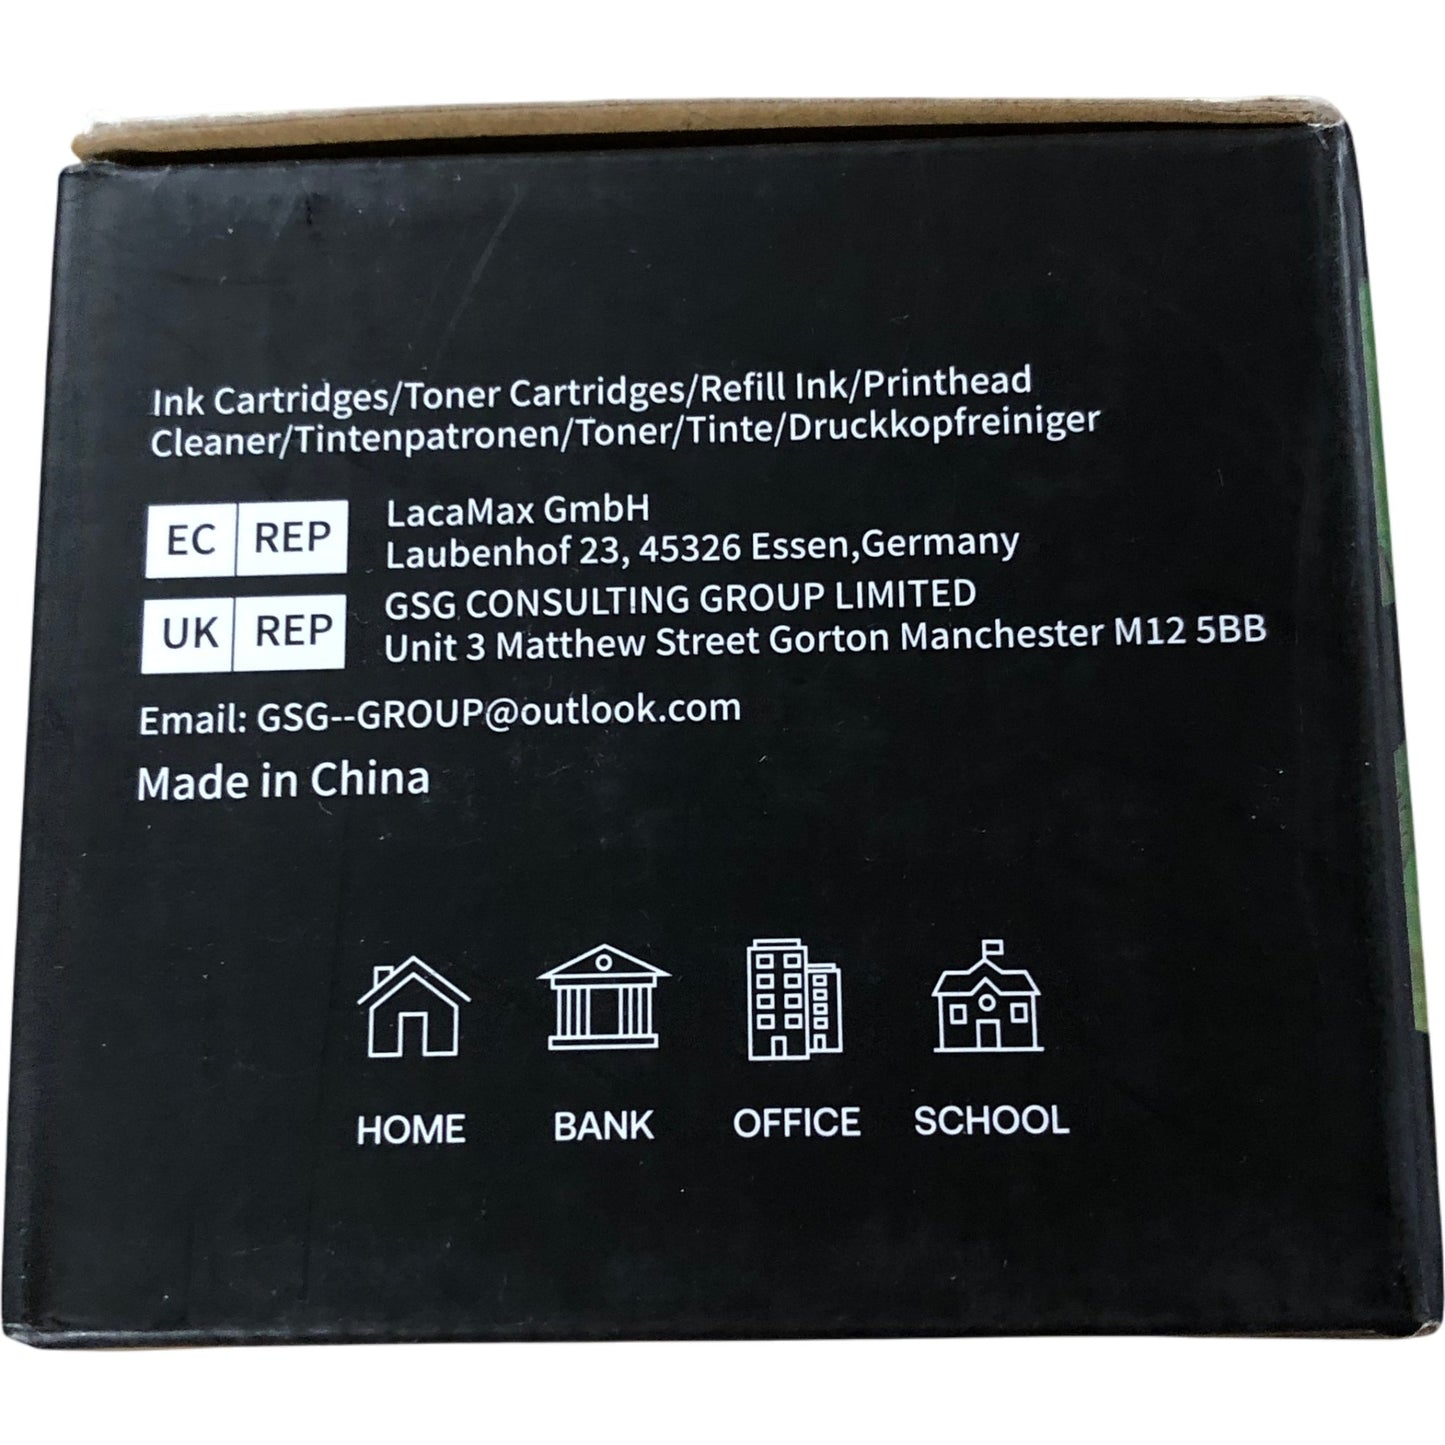 Ink Cartridges/Toner Cartridges/Refill Ink/Printhead
Cleaner/Tintenpatronen/Toner/Tinte/Druckkopfreiniger
EC REP LacaMax GmbH
Laubenhof 23, 45326 Essen,Germany
UK REP GSG CONSULTING GROUP LIMITED
Unit 3 Matthew Street Gorton Manchester M12 5BB
Email: GSG--GROUP@outlook.com
Made in China
HOME BANK OFFICE SCHOOL